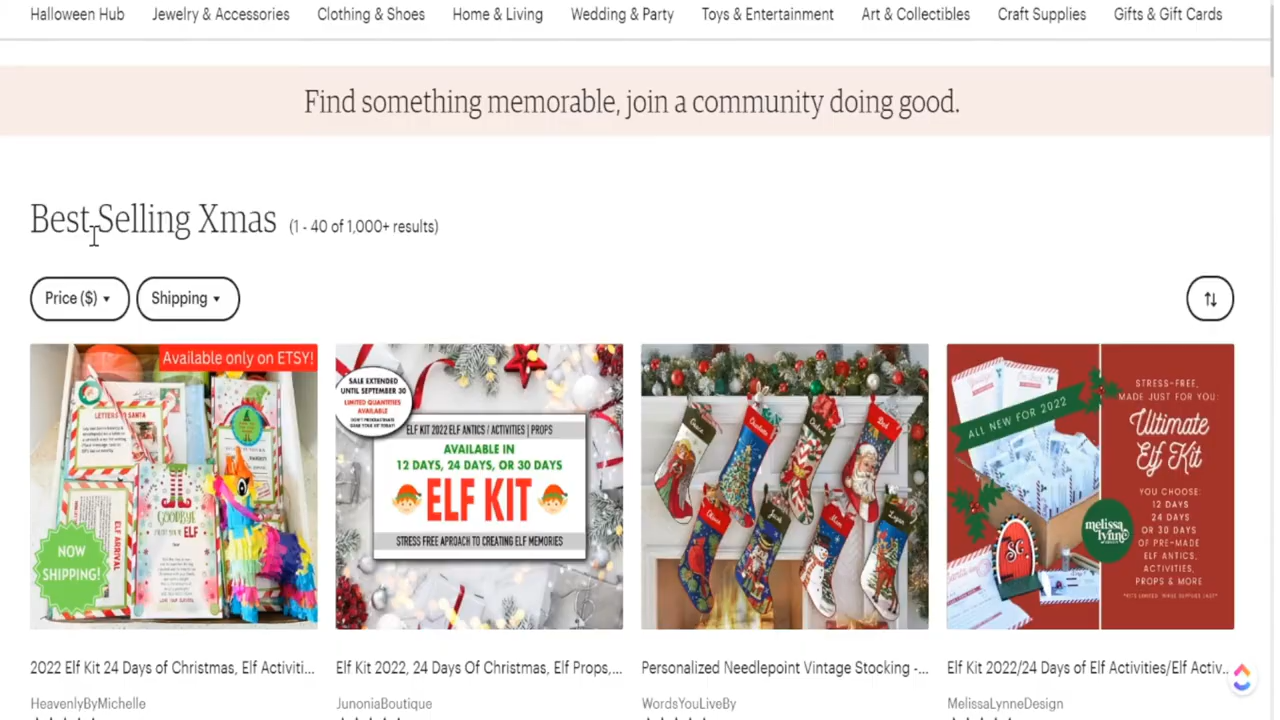 Halloween Hub Jewelry & Accessories Clothing & Shoes Home & Living Wedding & Party Toys & Entertainment Art & Collectibles Craft Supplies Gifts & Gift Cards
Find something memorable, join a community doing good.
Best Selling Xmas (1 - 40 of 1,000+ results)
Price ($)
Shipping
Available only on ETSY!
LETTERS TO SANTA
GOODBYE
ELF ARRIVAL
NOW
SHIPPING!
SALE EXTENDED
UNTIL SEPTEMBER 30
LIMITED QUANTITIES
AVAILABLE
ELF KIT 2022 ELF ANTICS / ACTIVITIES | PROPS
AVAILABLE IN
12 DAYS, 24 DAYS, OR 30 DAYS
ELF KIT
STRESS FREE APROACH TO CREATING ELF MEMORIES
ALL NEW FOR 2022
STRESS-FREE,
MADE JUST FOR YOU:
Ultimate
Elf Kit
YOU CHOOSE:
12 DAYS
24 DAYS
OR 30 DAYS
OF PRE-MADE
ELF ANTICS,
ACTIVITIES,
PROPS & MORE
melissa
lynne
2022 Elf Kit 24 Days of Christmas, Elf Activiti...
Elf Kit 2022, 24 Days Of Christmas, Elf Props,...
Personalized Needlepoint Vintage Stocking -...
Elf Kit 2022/24 Days of Elf Activities/Elf Activ...
HeavenlyByMichelle
JunoniaBoutique
WordsYouLiveBy
MelissaLynneDesign